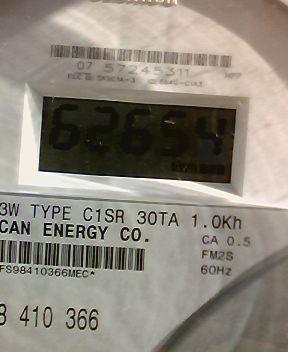 07 57245311
62654
3W TYPE C1SR 30TA 1.0Kh
CAN ENERGY CO.
CA 0.5
FM2S
60Hz
FS98410366MEC*
8 410 366